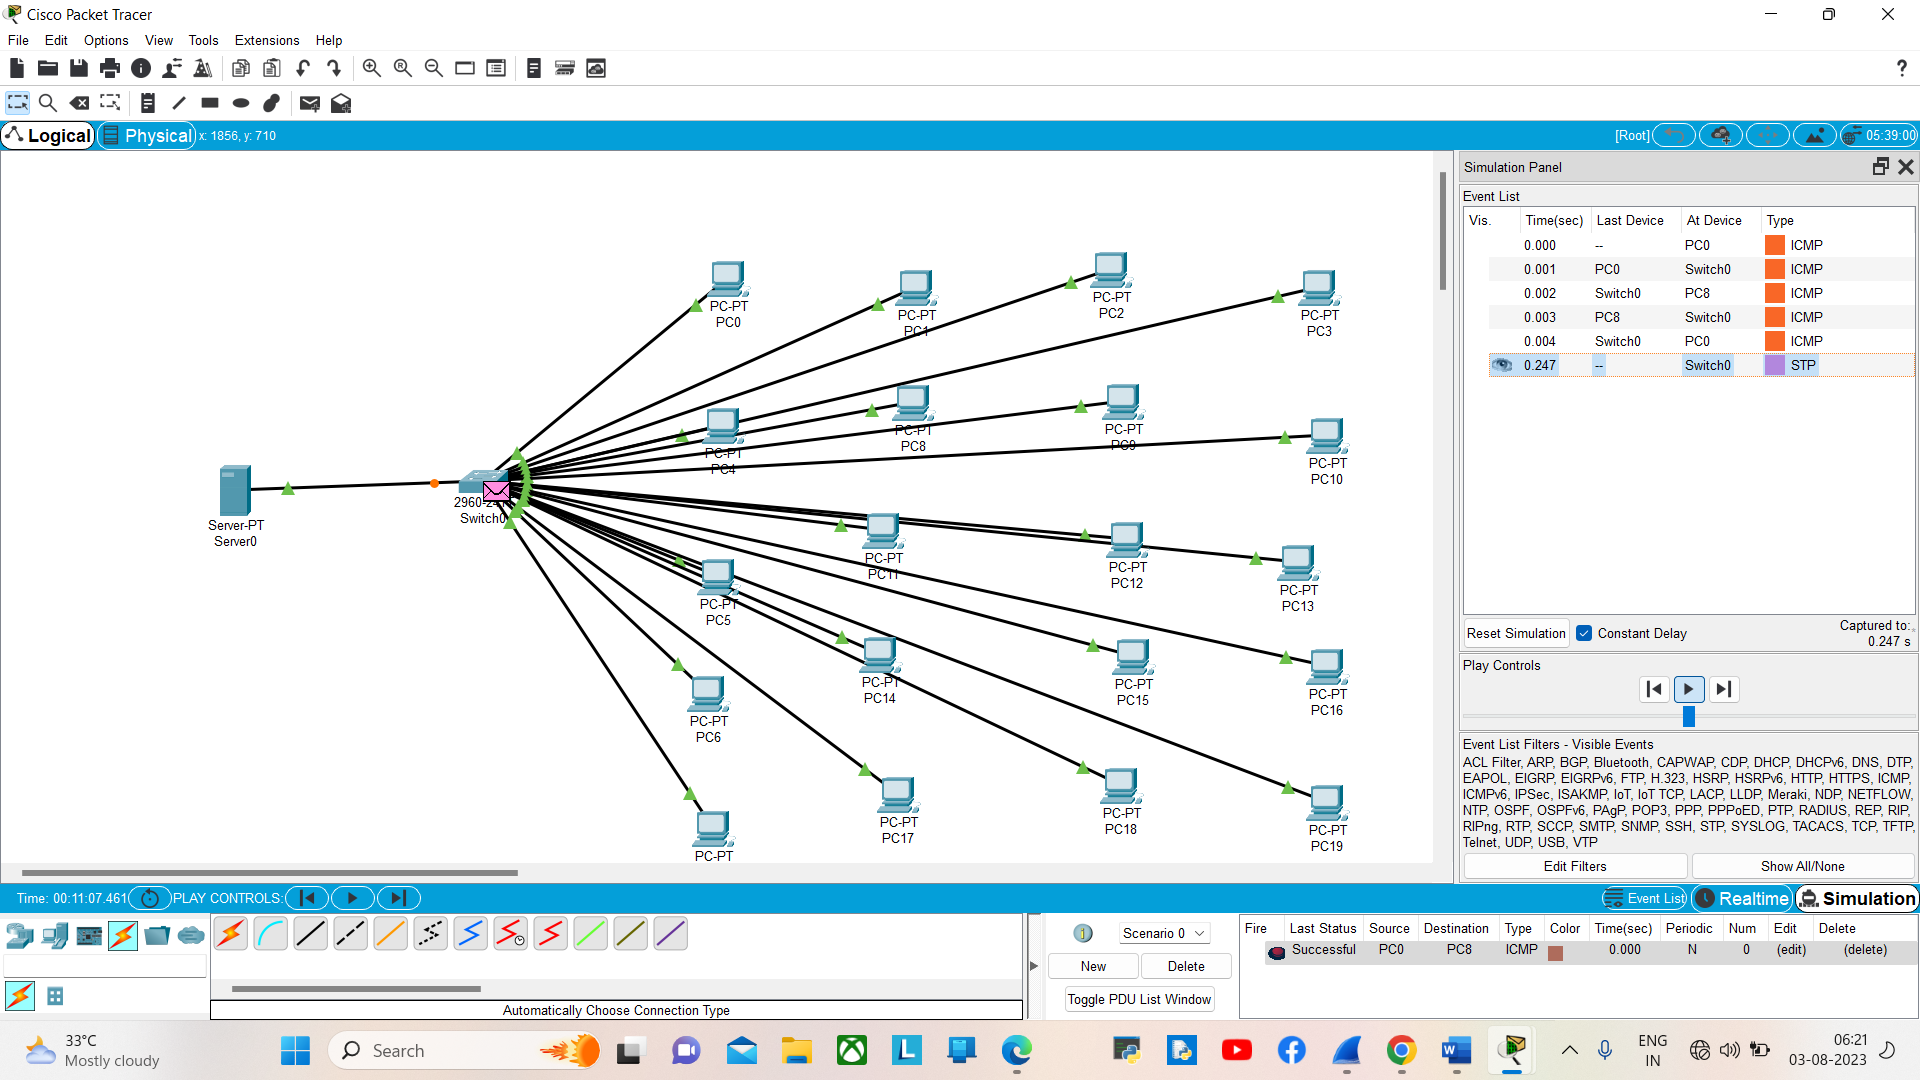 Cisco Packet Tracer
File Edit Options View Tools Extensions Help
Logical Physical x: 1856, y: 710 [Root] 05:39:00
Simulation Panel
Event List
Vis. Time(sec) Last Device At Device Type
0.000 -- PC0 ICMP
0.001 PC0 Switch0 ICMP
0.002 Switch0 PC8 ICMP
0.003 PC8 Switch0 ICMP
0.004 Switch0 PC0 ICMP
0.247 -- Switch0 STP
Reset Simulation Constant Delay Captured to:
0.247 s
Play Controls
Event List Filters - Visible Events
ACL Filter, ARP, BGP, Bluetooth, CAPWAP, CDP, DHCP, DHCPv6, DNS, DTP,
EAPOL, EIGRP, EIGRPv6, FTP, H.323, HSRP, HSRPv6, HTTP, HTTPS, ICMP,
ICMPv6, IPSec, ISAKMP, IoT, IoT TCP, LACP, LLDP, Meraki, NDP, NETFLOW,
NTP, OSPF, OSPFv6, PAgP, POP3, PPP, PPPoED, PTP, RADIUS, REP, RIP,
RIPng, RTP, SCCP, SMTP, SNMP, SSH, STP, SYSLOG, TACACS, TCP, TFTP,
Telnet, UDP, USB, VTP
Edit Filters Show All/None
PC-PT
PC0
PC-PT
PC1
PC-PT
PC2
PC-PT
PC3
PC-PT
PC4
PC-PT
PC8
PC-PT
PC9
PC-PT
PC10
Server-PT
Server0
Switch0
PC-PT
PC11
PC-PT
PC12
PC-PT
PC13
PC-PT
PC5
PC-PT
PC14
PC-PT
PC15
PC-PT
PC16
PC-PT
PC6
PC-PT
PC17
PC-PT
PC18
PC-PT
PC19
PC-PT
Time: 00:11:07.461 PLAY CONTROLS: Event List Realtime Simulation
Scenario 0
New Delete
Toggle PDU List Window
Fire Last Status Source Destination Type Color Time(sec) Periodic Num Edit Delete
Successful PC0 PC8 ICMP 0.000 N 0 (edit) (delete)
Automatically Choose Connection Type
33°C
Mostly cloudy
Search
ENG
IN
06:21
03-08-2023